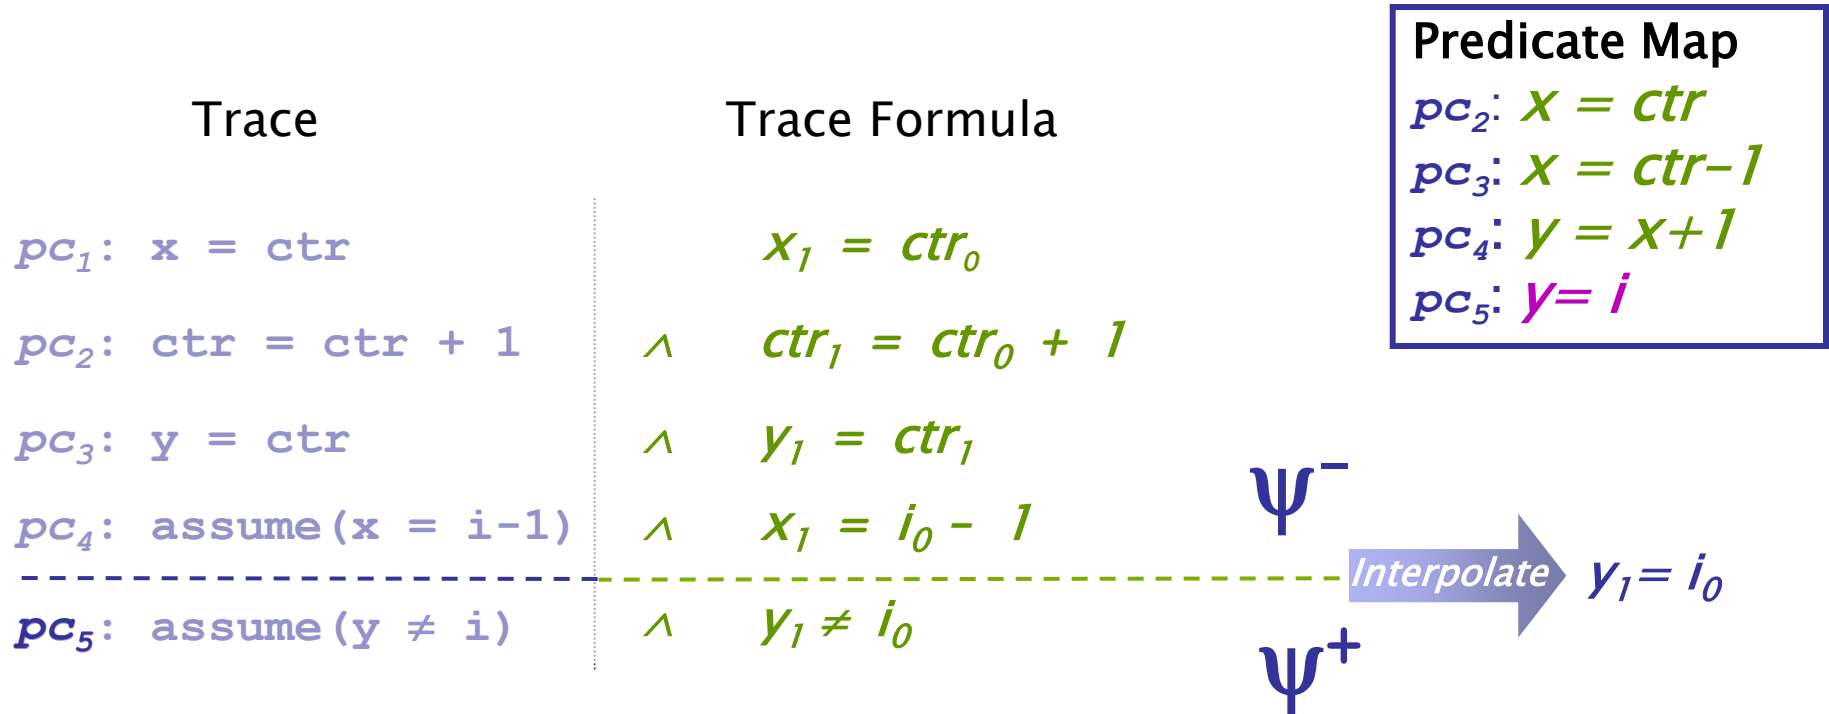 Predicate Map
pc₂: x = ctr
pc₃: x = ctr–1
pc₄: y = x+1
pc₅: y= i
Trace Trace Formula
pc₁: x = ctr x₁ = ctr₀
pc₂: ctr = ctr + 1 ∧ ctr₁ = ctr₀ + 1
pc₃: y = ctr ∧ y₁ = ctr₁
pc₄: assume(x = i-1) ∧ x₁ = i₀ – 1
pc₅: assume(y ≠ i) ∧ y₁ ≠ i₀
ψ⁻
Interpolate y₁= i₀
ψ⁺